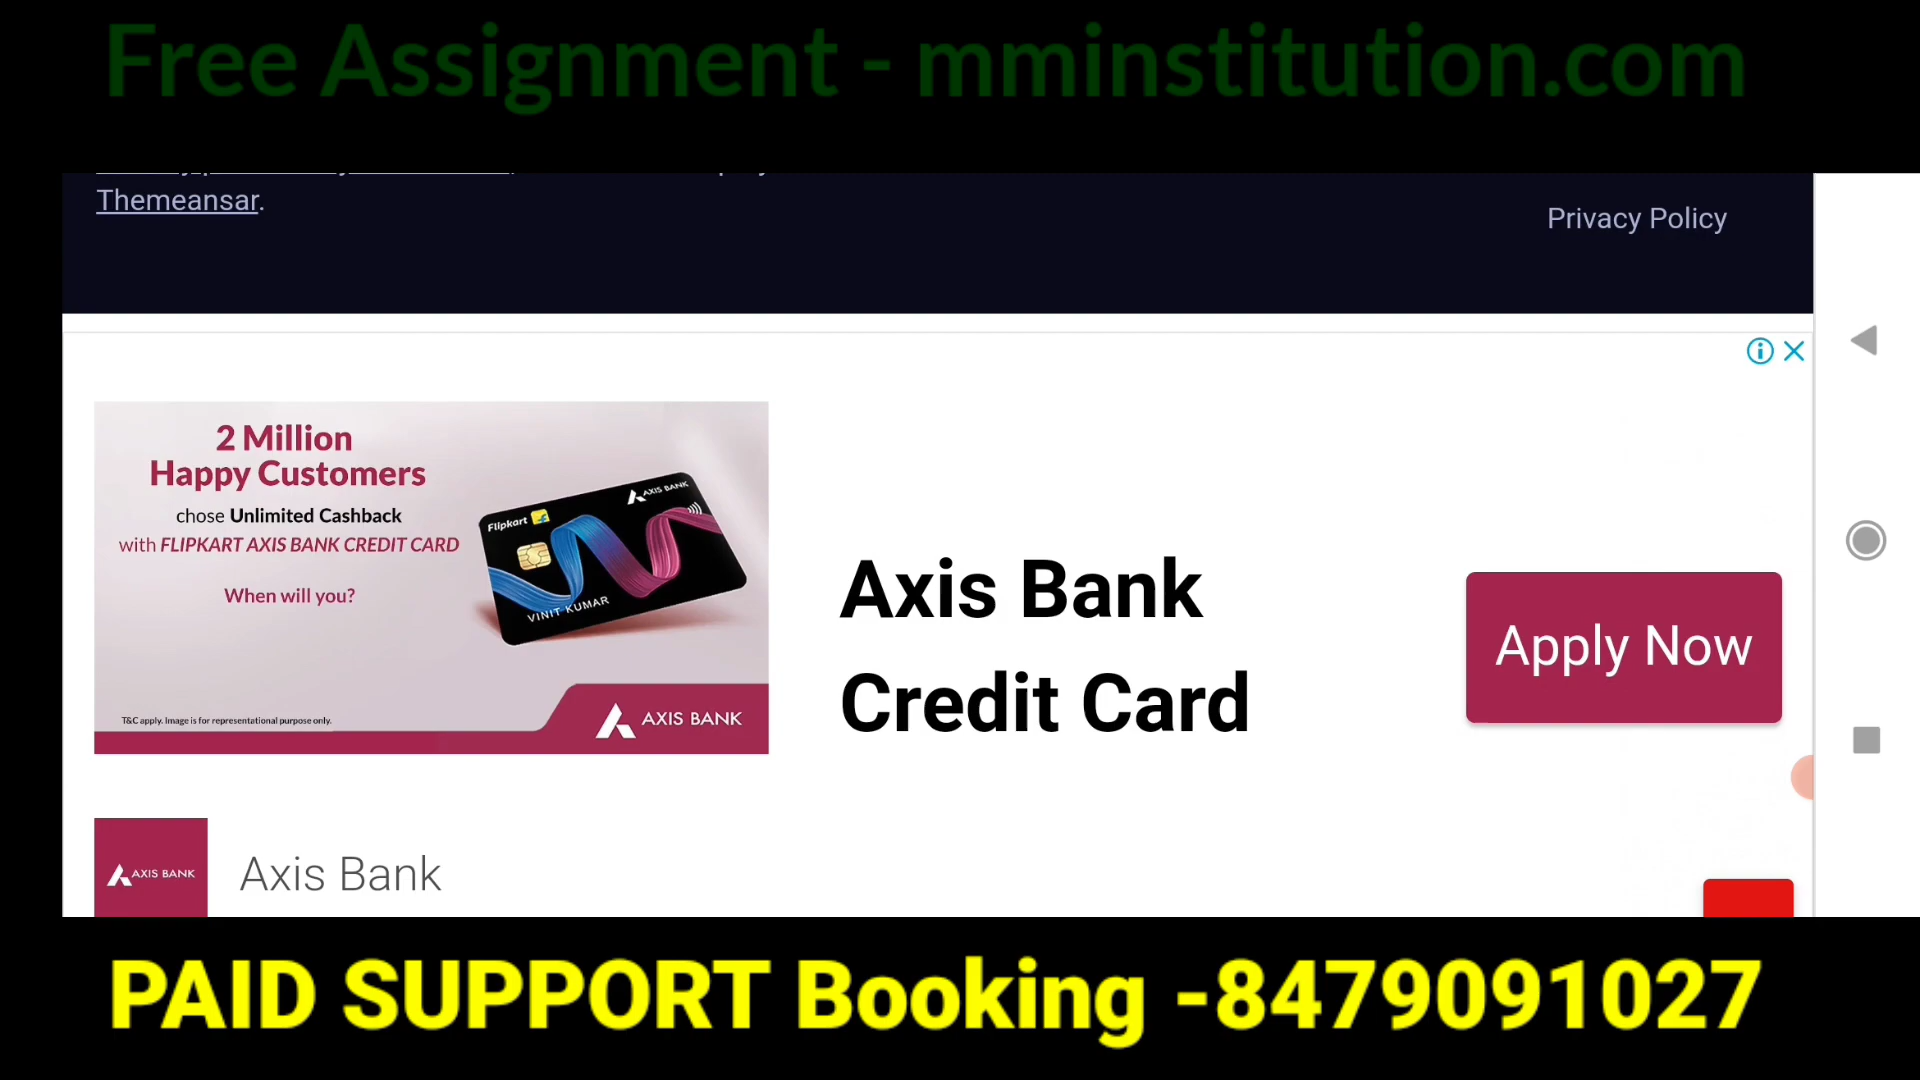 Free Assignment - mminstitution.com
Themeansar.
Privacy Policy
2 Million
Happy Customers
chose Unlimited Cashback
with FLIPKART AXIS BANK CREDIT CARD
When will you?
AXIS BANK
Flipkart
VINIT KUMAR
T&C apply. Image is for representational purpose only.
AXIS BANK
Axis Bank
Credit Card
Apply Now
AXIS BANK
Axis Bank
PAID SUPPORT Booking -8479091027